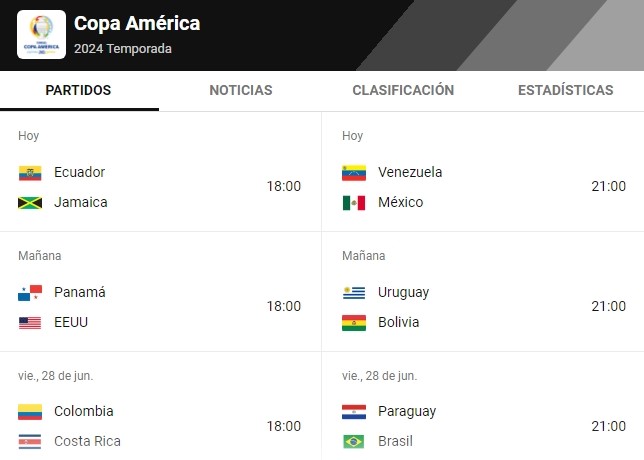 Copa América
2024 Temporada
PARTIDOS NOTICIAS CLASIFICACIÓN ESTADÍSTICAS
Hoy
Ecuador
Jamaica
18:00
Hoy
Venezuela
México
21:00
Mañana
Panamá
EEUU
18:00
Mañana
Uruguay
Bolivia
21:00
vie., 28 de jun.
Colombia
Costa Rica
18:00
vie., 28 de jun.
Paraguay
Brasil
21:00